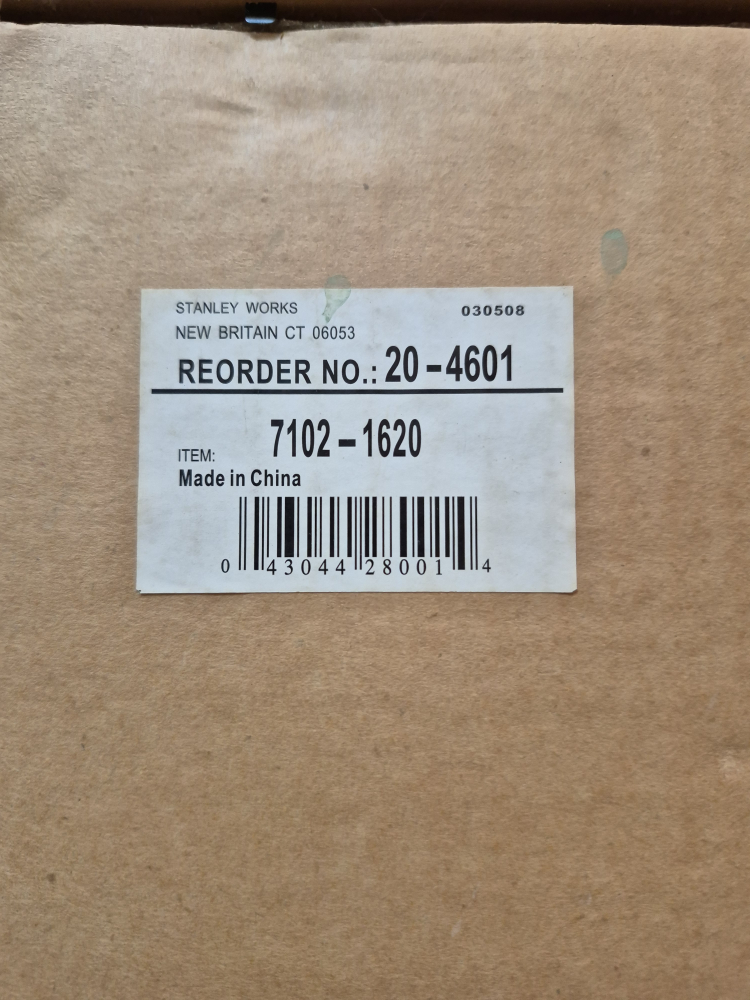 STANLEY WORKS 030508
NEW BRITAIN CT 06053
REORDER NO.: 20-4601
ITEM: 7102-1620
Made in China
0 43044 28001 4